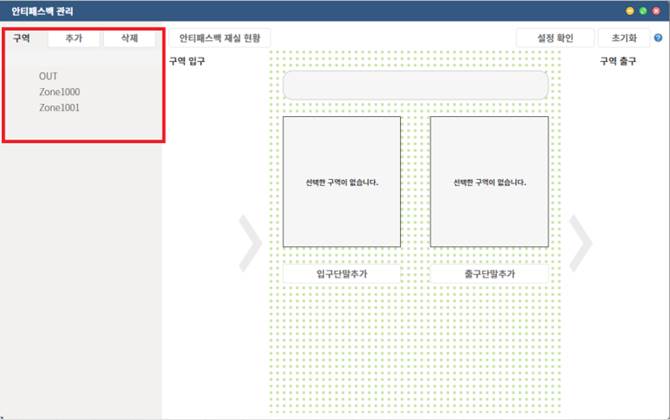 안티패스백 관리
구역 추가 삭제 안티패스백 재실 현황 설정 확인 초기화 ?
구역 입구 구역 출구
OUT
Zone1000
Zone1001
선택한 구역이 없습니다. 선택한 구역이 없습니다.
입구단말추가 출구단말추가